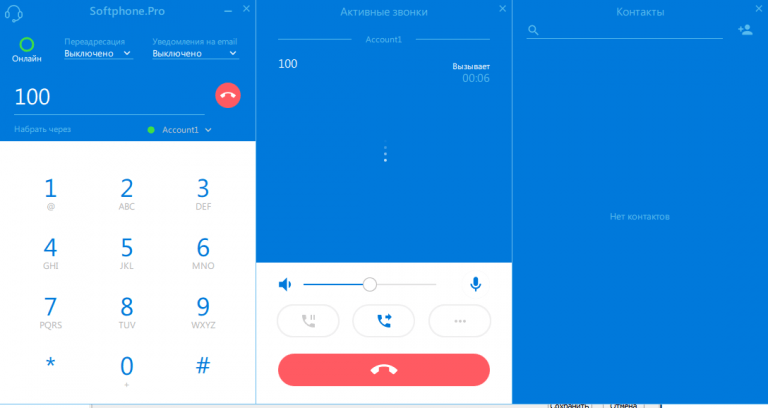 Softphone.Pro
Онлайн
Переадресация
Выключено
Уведомления на email
Выключено
100
Набрать через
Account1
1
@
2
ABC
3
DEF
4
GHI
5
JKL
6
MNO
7
PQRS
8
TUV
9
WXYZ
*
0
+
#
Активные звонки
Account1
100
Вызывает
00:06
Контакты
Нет контактов
Сохранить
Отмена